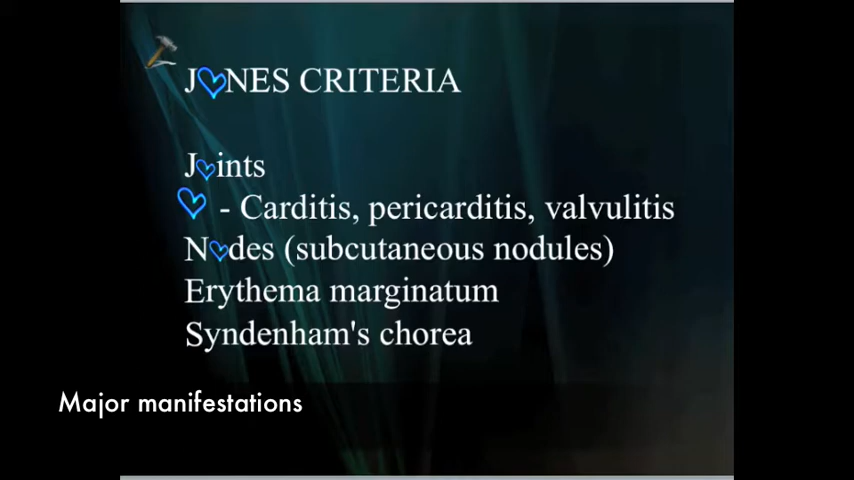 J💙NES CRITERIA
J💙ints
💙 - Carditis, pericarditis, valvulitis
N💙des (subcutaneous nodules)
Erythema marginatum
Syndenham's chorea
Major manifestations